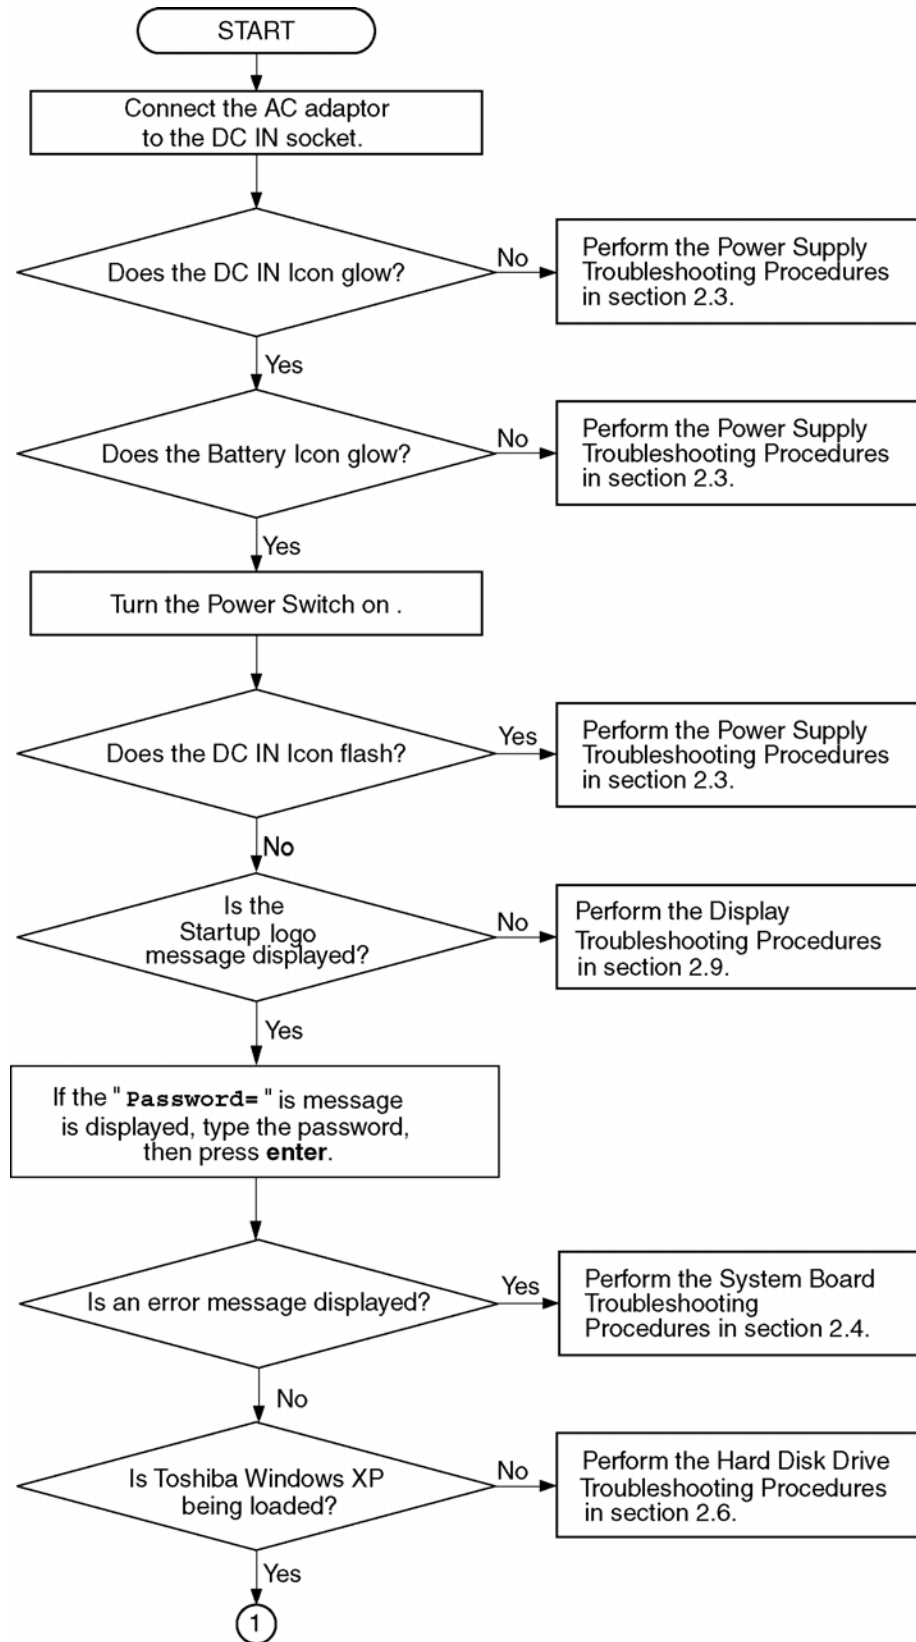 START
Connect the AC adaptor
to the DC IN socket.
Does the DC IN Icon glow?
No
Perform the Power Supply
Troubleshooting Procedures
in section 2.3.
Yes
Does the Battery Icon glow?
No
Perform the Power Supply
Troubleshooting Procedures
in section 2.3.
Yes
Turn the Power Switch on .
Does the DC IN Icon flash?
Yes
Perform the Power Supply
Troubleshooting Procedures
in section 2.3.
No
Is the
Startup logo
message displayed?
No
Perform the Display
Troubleshooting Procedures
in section 2.9.
Yes
If the " Password= " is message
is displayed, type the password,
then press enter.
Is an error message displayed?
Yes
Perform the System Board
Troubleshooting
Procedures in section 2.4.
No
Is Toshiba Windows XP
being loaded?
No
Perform the Hard Disk Drive
Troubleshooting Procedures
in section 2.6.
Yes
1